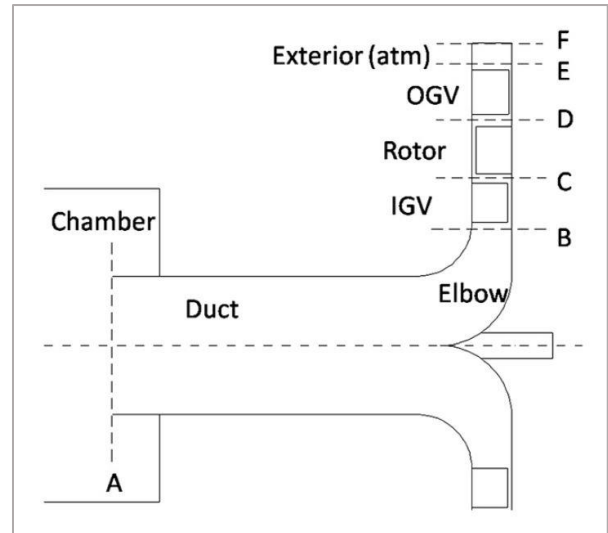 F
Exterior (atm)
E
OGV
D
Rotor
C
IGV
Chamber
B
Elbow
Duct
A